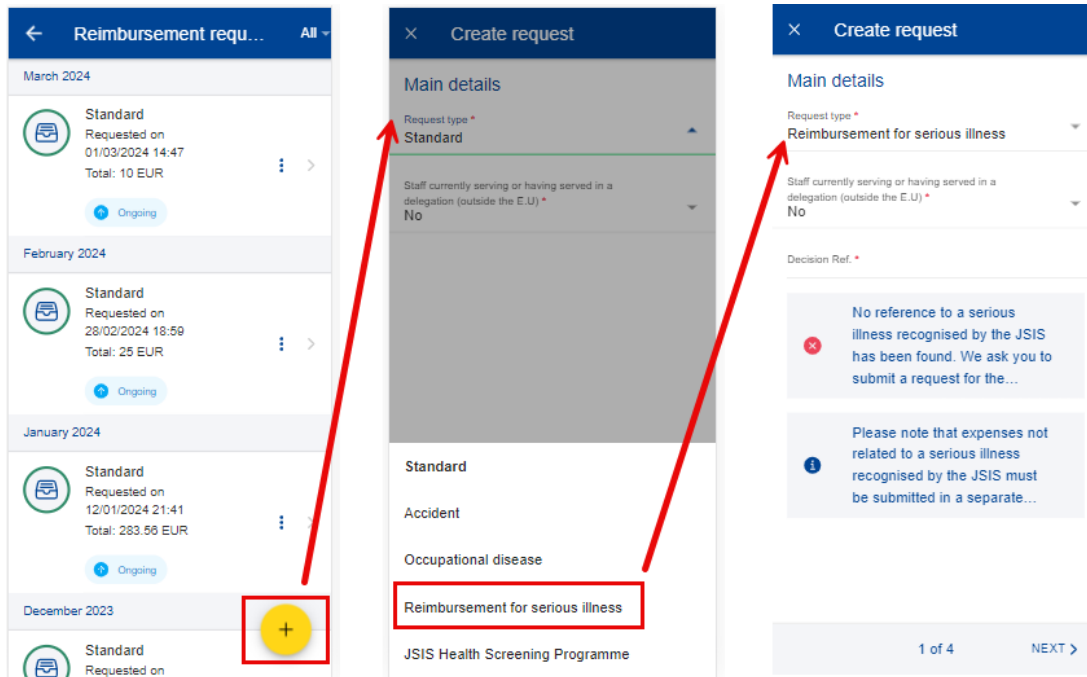 Reimbursement requ...
All
March 2024
Standard
Requested on
01/03/2024 14:47
Total: 10 EUR
Ongoing
February 2024
Standard
Requested on
28/02/2024 18:59
Total: 25 EUR
Ongoing
January 2024
Standard
Requested on
12/01/2024 21:41
Total: 283.56 EUR
Ongoing
December 2023
Standard
Requested on
Create request
Main details
Request type *
Standard
Staff currently serving or having served in a
delegation (outside the E.U) *
No
Standard
Accident
Occupational disease
Reimbursement for serious illness
JSIS Health Screening Programme
Create request
Main details
Request type *
Reimbursement for serious illness
Staff currently serving or having served in a
delegation (outside the E.U) *
No
Decision Ref. *
No reference to a serious
illness recognised by the JSIS
has been found. We ask you to
submit a request for the...
Please note that expenses not
related to a serious illness
recognised by the JSIS must
be submitted in a separate...
1 of 4
NEXT